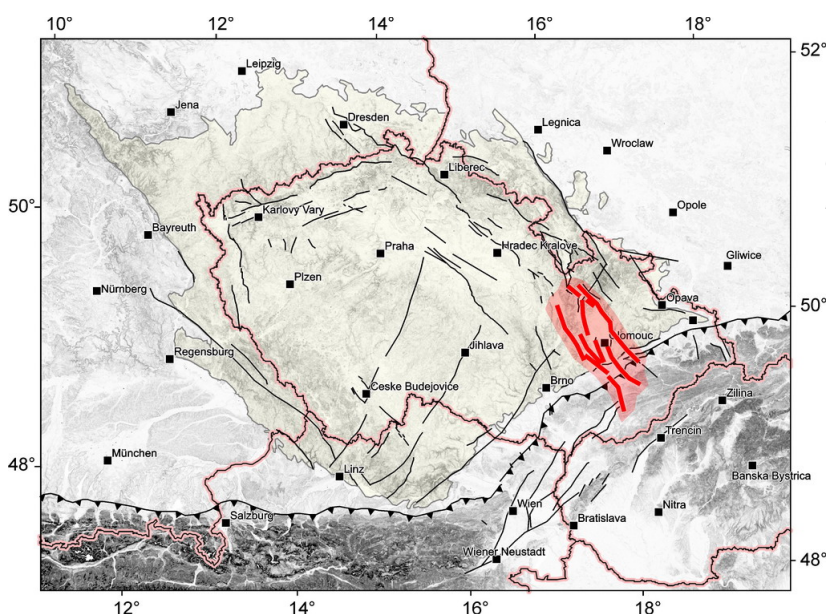 10°
12°
14°
16°
18°
52°
Leipzig
Jena
Dresden
Legnica
Wroclaw
Liberec
50°
Karlovy Vary
Opole
Bayreuth
Praha
Hradec Kralove
Gliwice
Plzen
Nürnberg
Opava
50°
lomouc
Regensburg
Jihlava
Ceske Budejovice
Brno
Zilina
Trencin
48°
München
Linz
Banska Bystrica
Wien
Nitra
Salzburg
Bratislava
Wiener Neustadt
48°
12°
14°
16°
18°